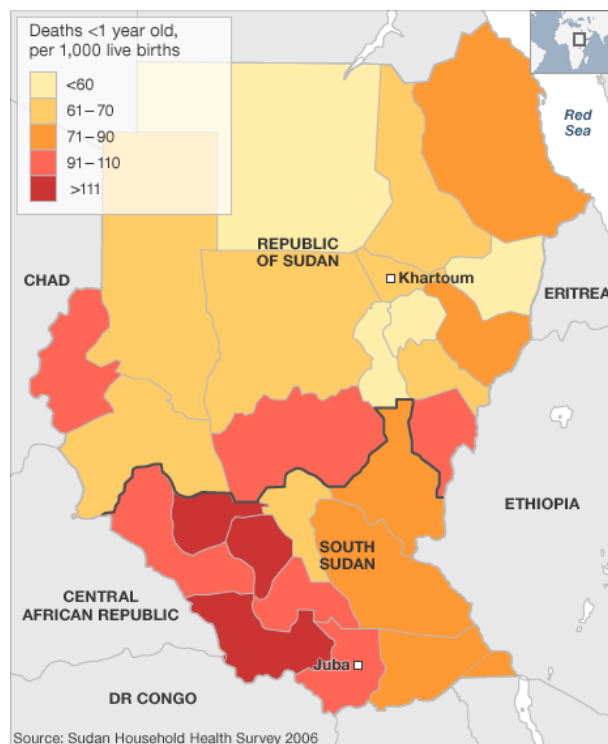 Deaths <1 year old,
per 1,000 live births
<60
61–70
71–90
91–110
>111
Red
Sea
REPUBLIC
OF SUDAN
Khartoum
CHAD
ERITREA
ETHIOPIA
SOUTH
SUDAN
CENTRAL
AFRICAN REPUBLIC
Juba
DR CONGO
Source: Sudan Household Health Survey 2006